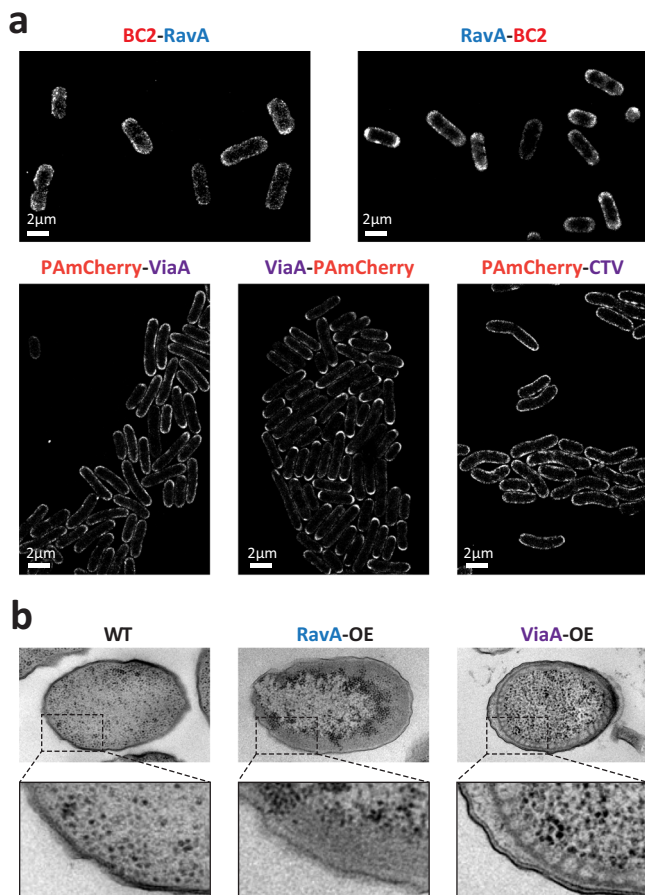 a
BC2-RavA
RavA-BC2
2μm
2μm
PAmCherry-ViaA
ViaA-PAmCherry
PAmCherry-CTV
2μm
2μm
2μm
b
WT
RavA-OE
ViaA-OE